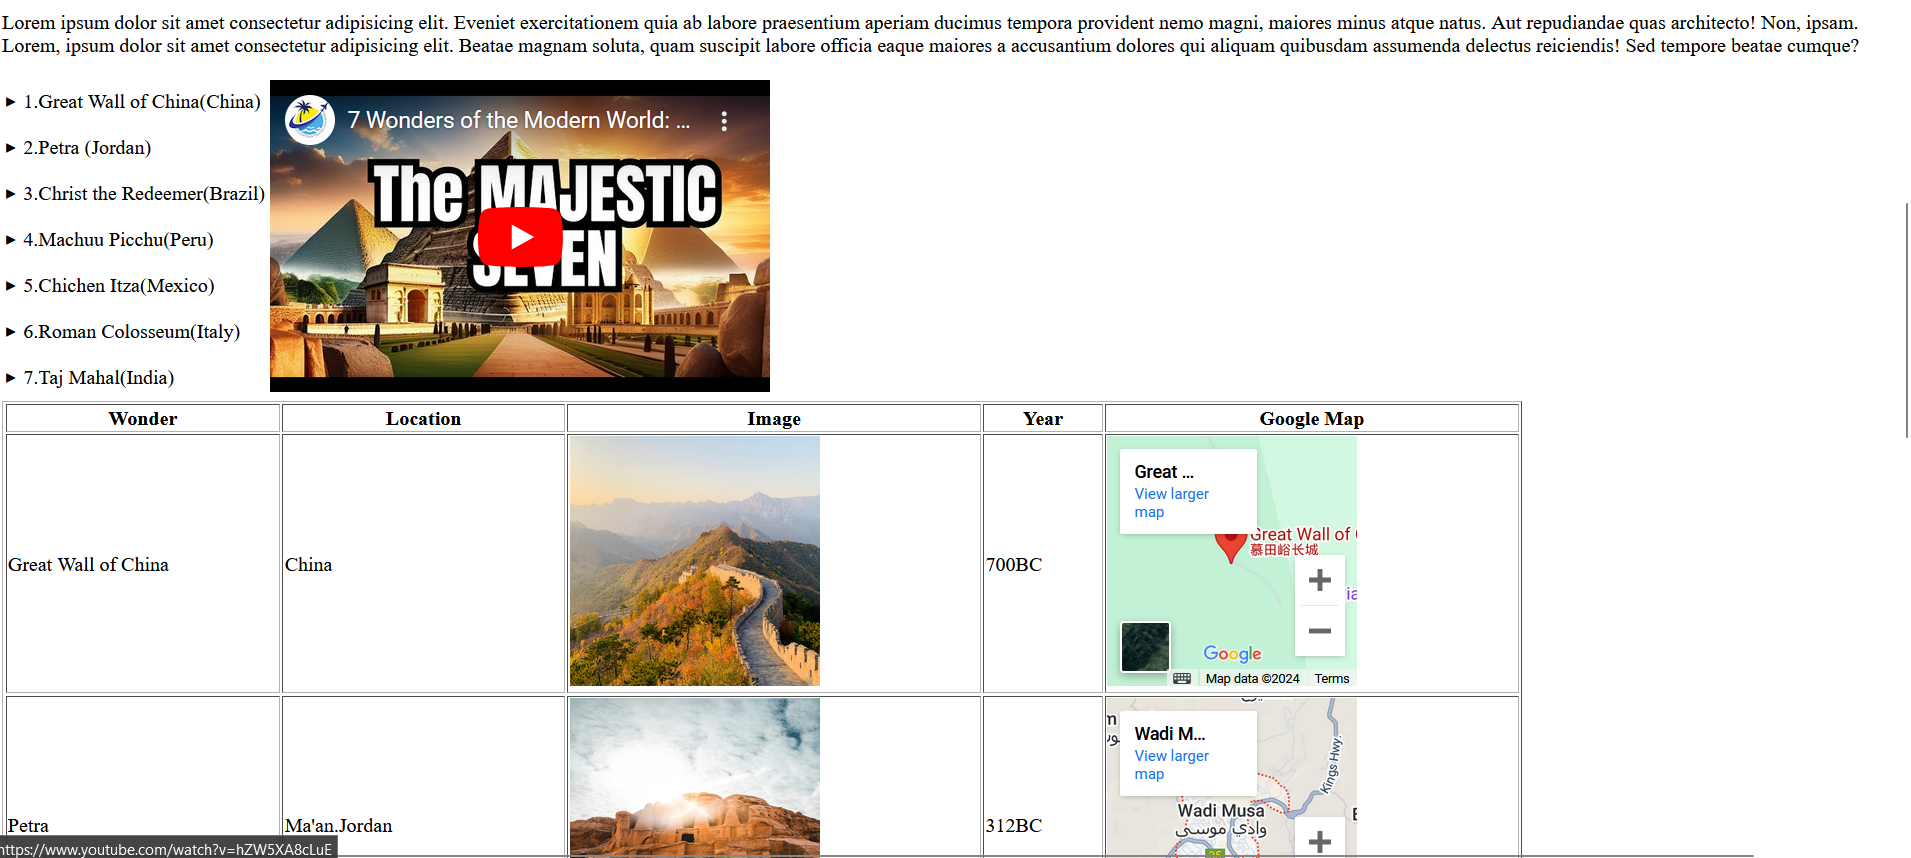 Lorem ipsum dolor sit amet consectetur adipisicing elit. Eveniet exercitationem quia ab labore praesentium aperiam ducimus tempora provident nemo magni, maiores minus atque natus. Aut repudiandae quas architecto! Non, ipsam.
Lorem, ipsum dolor sit amet consectetur adipisicing elit. Beatae magnam soluta, quam suscipit labore officia eaque maiores a accusantium dolores qui aliquam quibusdam assumenda delectus reiciendis! Sed tempore beatae cumque?
1.Great Wall of China(China)
2.Petra (Jordan)
3.Christ the Redeemer(Brazil)
4.Machuu Picchu(Peru)
5.Chichen Itza(Mexico)
6.Roman Colosseum(Italy)
7.Taj Mahal(India)
7 Wonders of the Modern World: ...
The MAJESTIC
SEVEN
Wonder Location Image Year Google Map
Great Wall of China China 700BC
Great ...
View larger
map
Great Wall of
慕田峪长城
Google
Map data ©2024 Terms
Petra Ma'an.Jordan 312BC
Wadi M...
View larger
map
Kings Hwy.
Wadi Musa
وادي موسى
35
https://www.youtube.com/watch?v=hZW5XA8cLuE